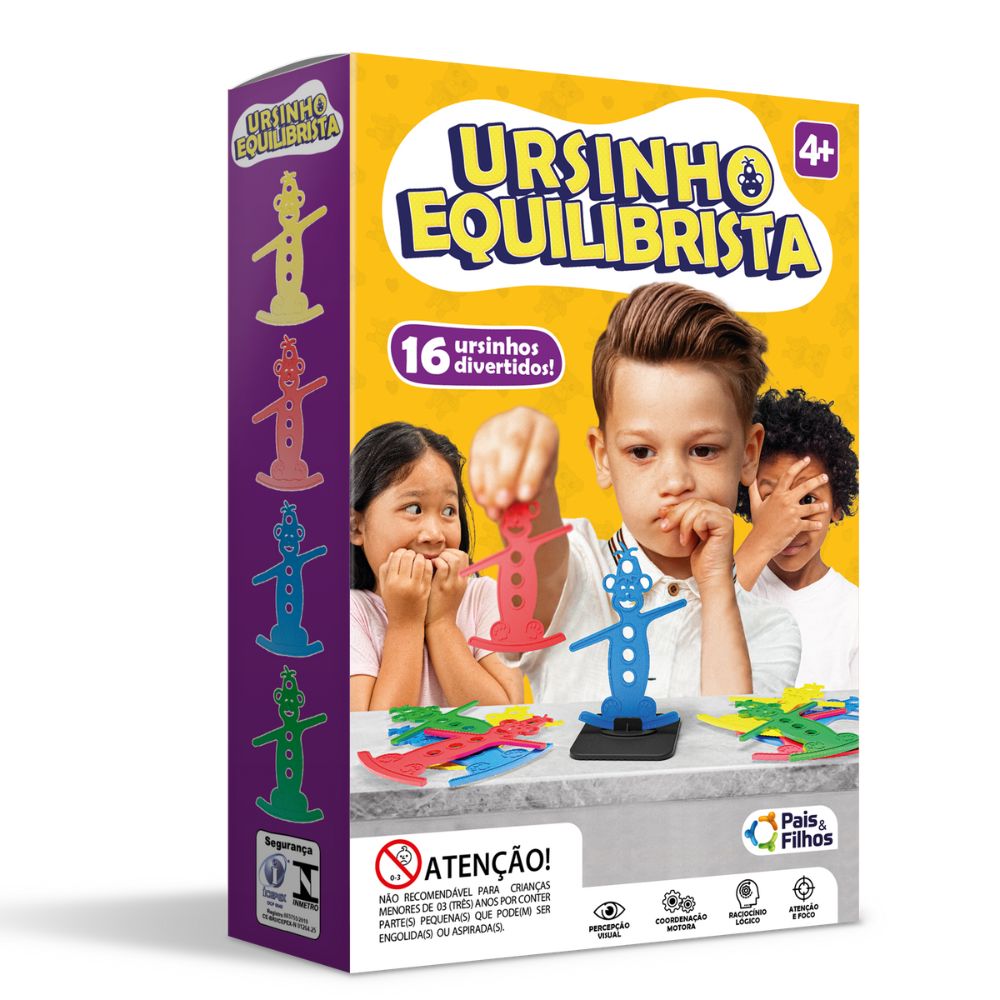 URSINHO
EQUILIBRISTA
4+
16 ursinhos
divertidos!
URSINHO
EQUILIBRISTA
Pais &
Filhos
0-3
ATENÇÃO!
NÃO RECOMENDÁVEL PARA CRIANÇAS
MENORES DE 03 (TRÊS) ANOS POR CONTER
PARTE(S) PEQUENA(S) QUE PODE(M) SER
ENGOLIDA(S) OU ASPIRADA(S).
PERCEPÇÃO
VISUAL
COORDENAÇÃO
MOTORA
RACIOCÍNIO
LÓGICO
ATENÇÃO
E FOCO
Segurança
INMETRO